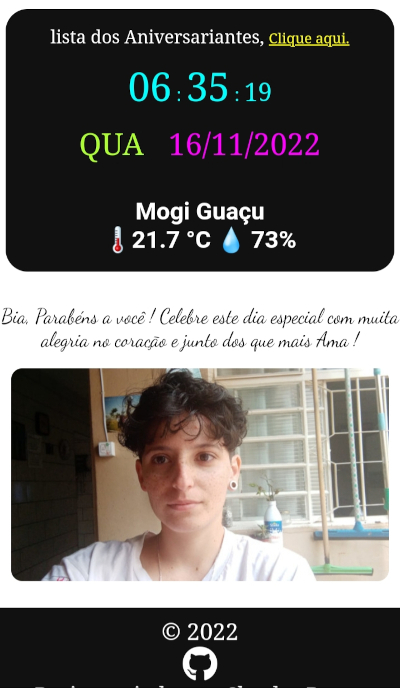 lista dos Aniversariantes, Clique aqui.
06 : 35 : 19
QUA 16/11/2022
Mogi Guaçu
21.7 °C 73%
Bia, Parabéns a você ! Celebre este dia especial com muita
alegria no coração e junto dos que mais Ama !
© 2022